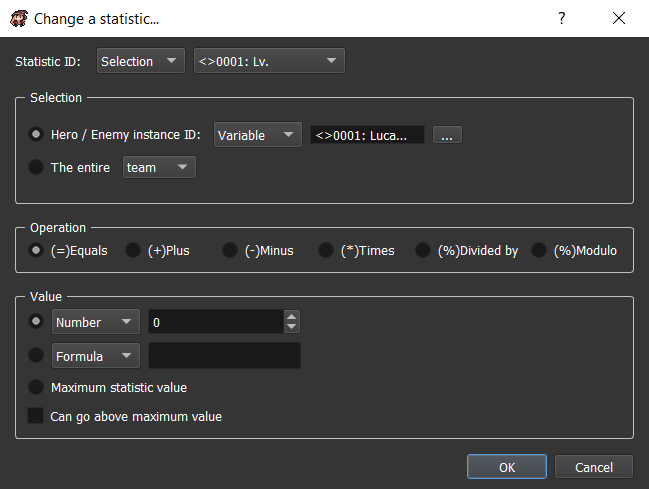 Change a statistic...
Statistic ID: Selection <>0001: Lv.
Selection
Hero / Enemy instance ID: Variable <>0001: Luca... ...
The entire team
Operation
(=)Equals (+)Plus (-)Minus (*)Times (%)Divided by (%)Modulo
Value
Number 0
Formula
Maximum statistic value
Can go above maximum value
OK Cancel